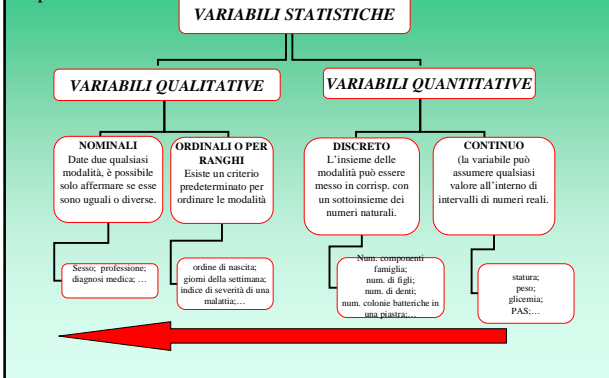 VARIABILI STATISTICHE
VARIABILI QUALITATIVE
VARIABILI QUANTITATIVE
NOMINALI
Date due qualsiasi
modalità, è possibile
solo affermare se esse
sono uguali o diverse.
ORDINALI O PER
RANGHI
Esiste un criterio
predeterminato per
ordinare le modalità
DISCRETO
L'insieme delle
modalità può essere
messo in corrisp. con
un sottoinsieme dei
numeri naturali.
CONTINUO
(la variabile può
assumere qualsiasi
valore all'interno di
intervalli di numeri reali.
Sesso; professione;
diagnosi medica; …
ordine di nascita;
giorni della settimana;
indice di severità di una
malattia;…
Num. componenti
famiglia;
num. di figli;
num. di denti;
num. colonie batteriche in
una piastra;…
statura;
peso;
glicemia;
PAS;…